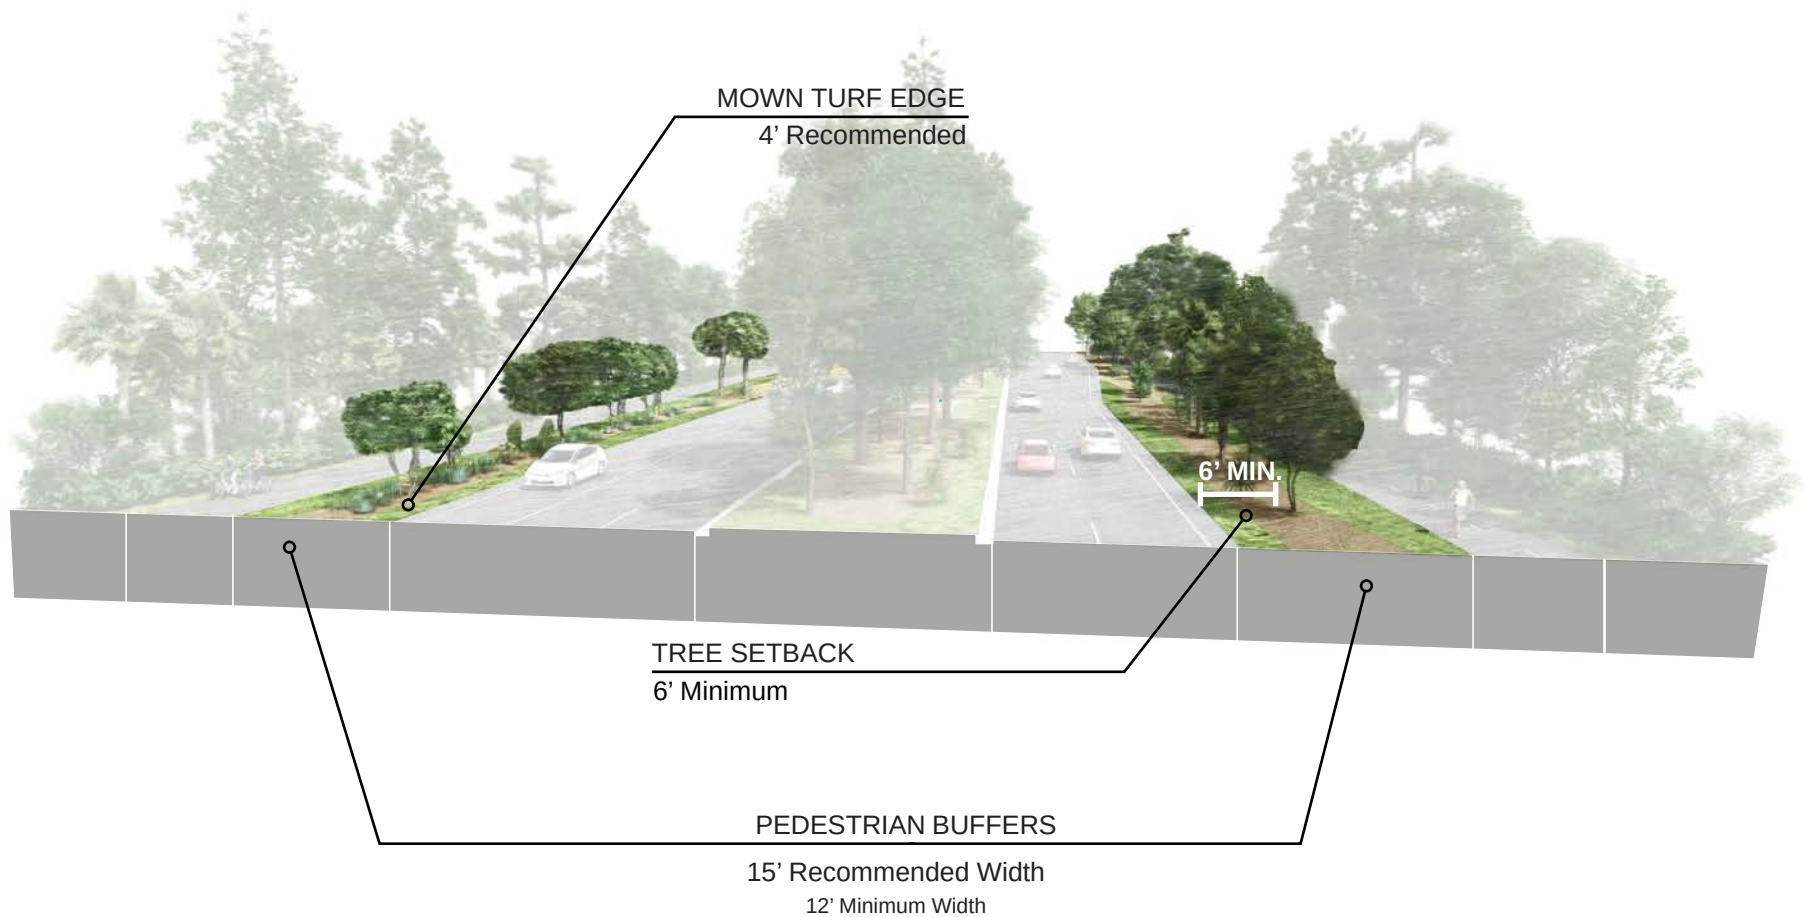 MOWN TURF EDGE
4’ Recommended
6’ MIN.
TREE SETBACK
6’ Minimum
PEDESTRIAN BUFFERS
15’ Recommended Width
12’ Minimum Width